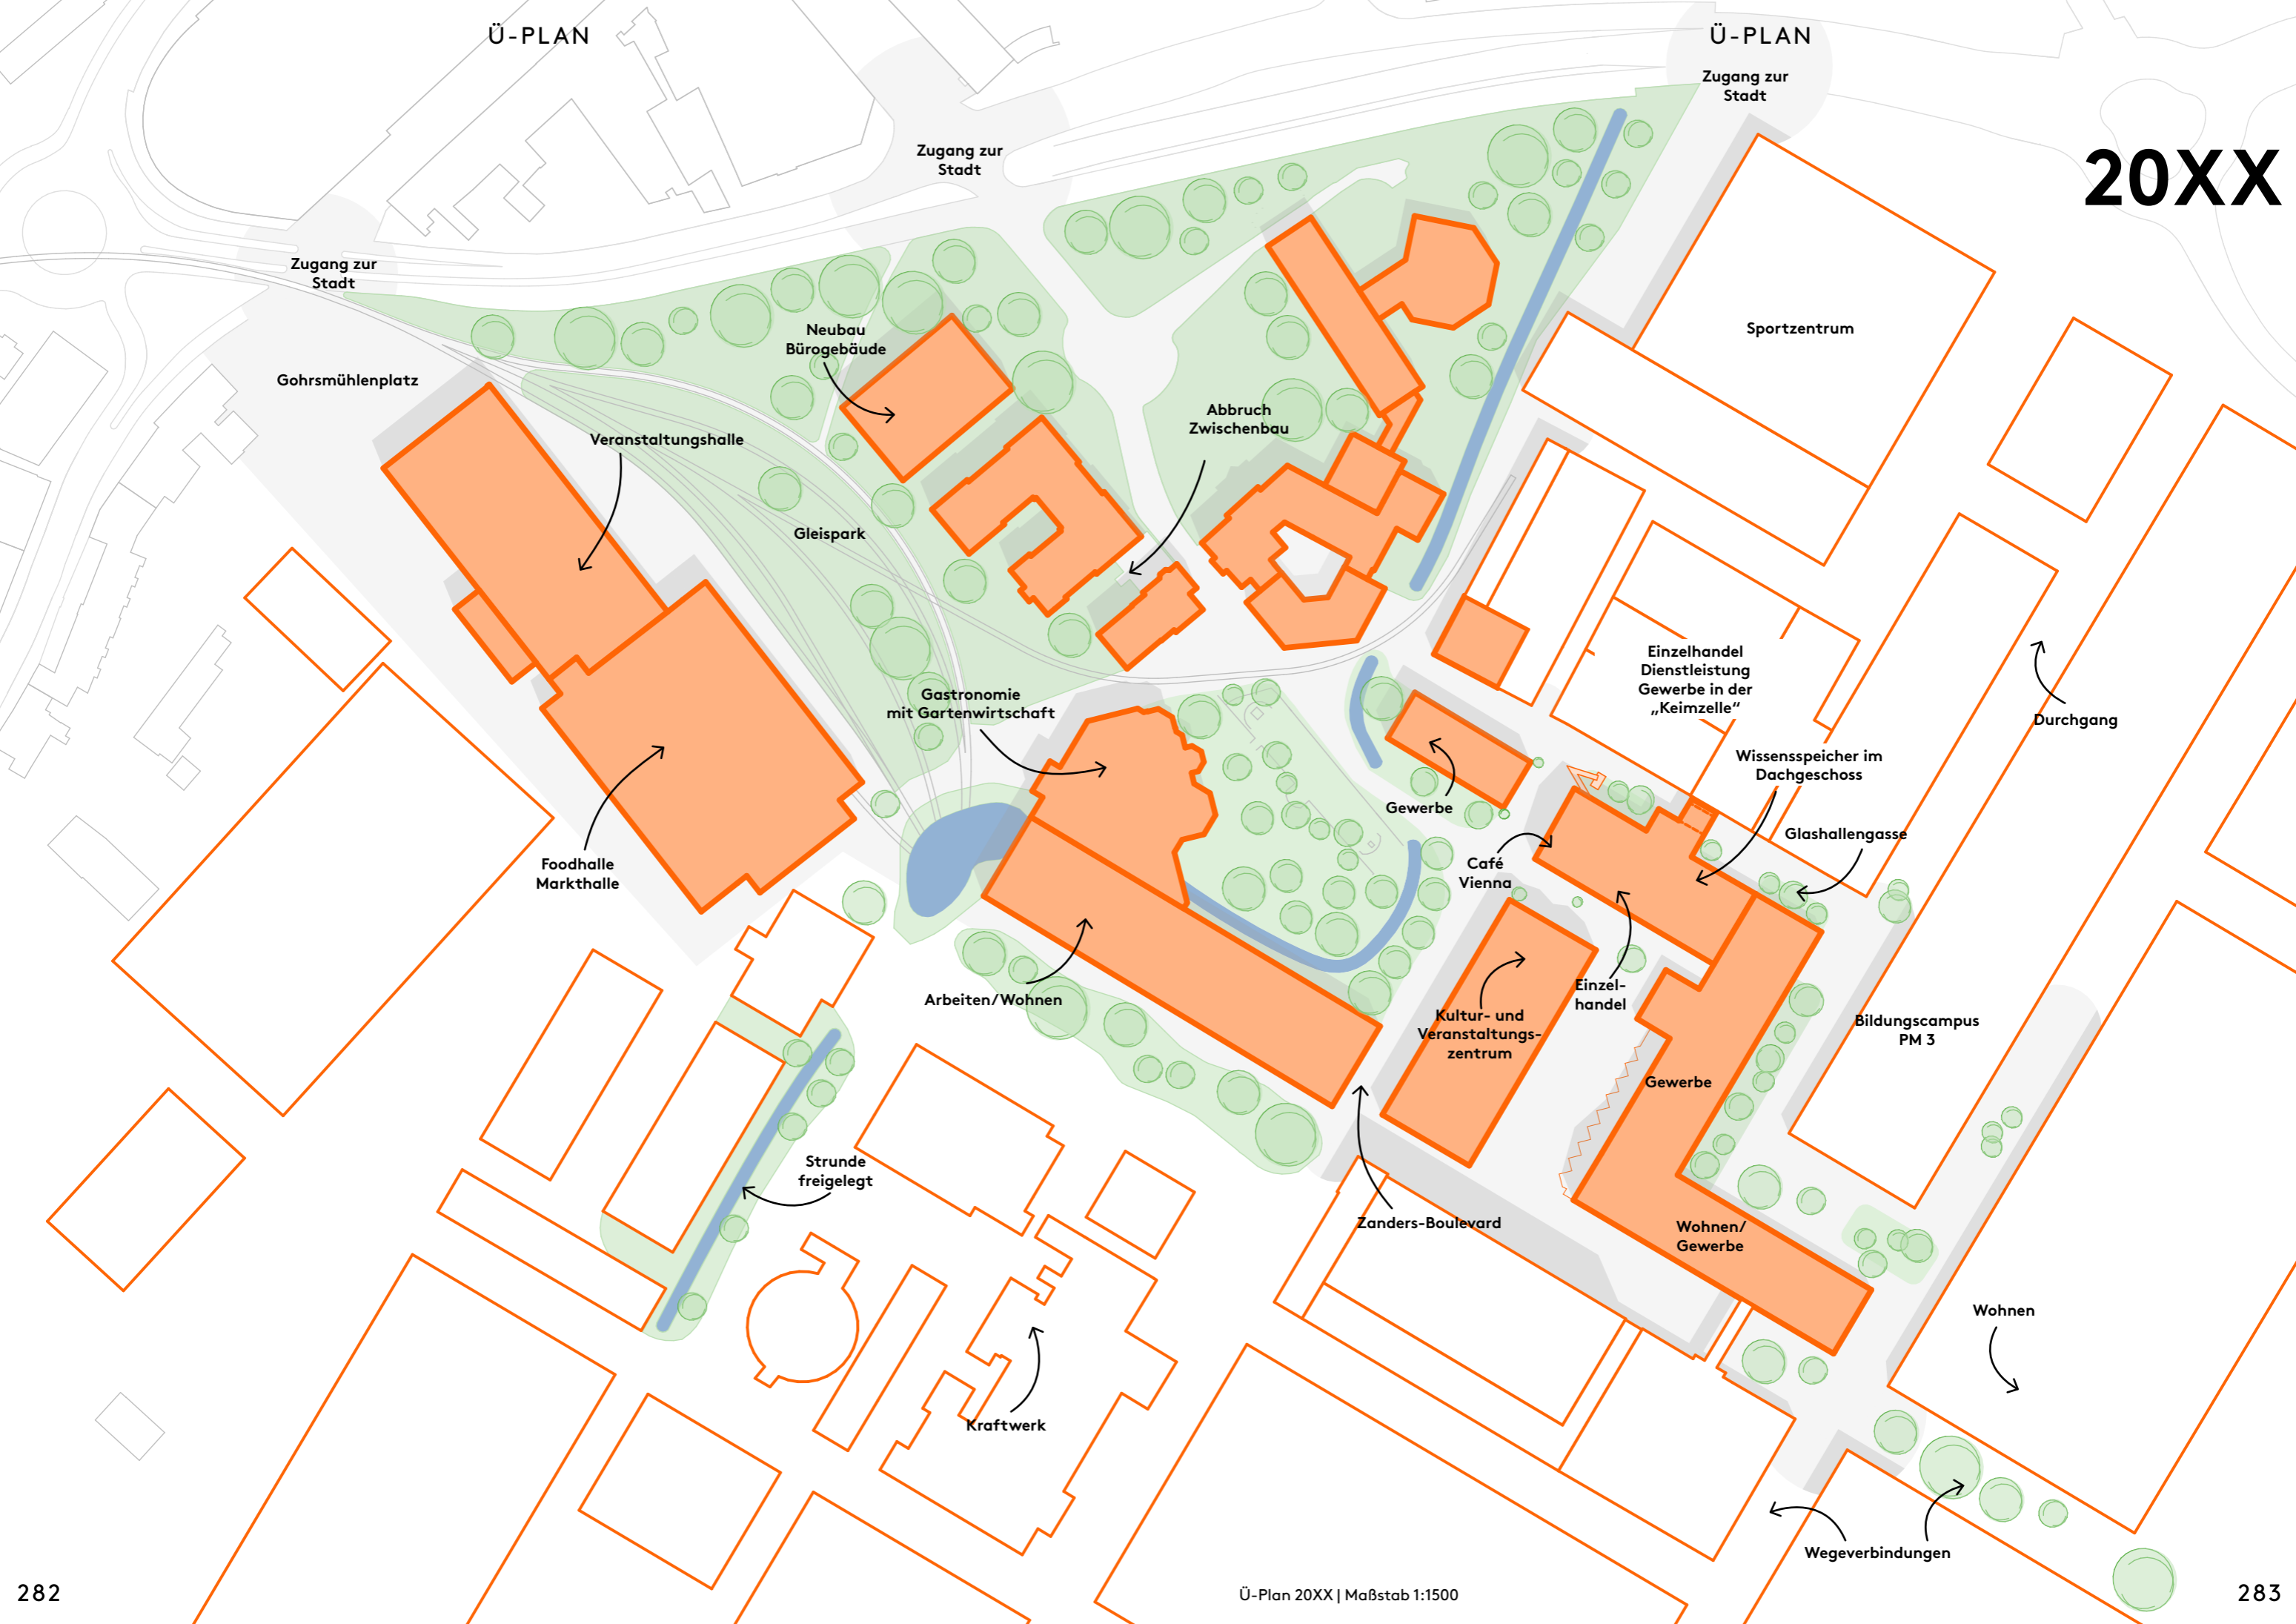 Ü-PLAN
Ü-PLAN
20XX
Zugang zur
Stadt
Zugang zur
Stadt
Zugang zur
Stadt
Gohrsmühlenplatz
Neubau
Bürogebäude
Veranstaltungshalle
Abbruch
Zwischenbau
Gleispark
Sportzentrum
Einzelhandel
Dienstleistung
Gewerbe in der
„Keimzelle“
Durchgang
Gastronomie
mit Gartenwirtschaft
Wissensspeicher im
Dachgeschoss
Gewerbe
Glashallengasse
Café
Vienna
Foodhalle
Markthalle
Arbeiten/Wohnen
Einzel-
handel
Kultur- und
Veranstaltungs-
zentrum
Bildungscampus
PM 3
Gewerbe
Strunde
freigelegt
Zanders-Boulevard
Wohnen/
Gewerbe
Wohnen
Kraftwerk
Wegeverbindungen
282
Ü-Plan 20XX | Maßstab 1:1500
283